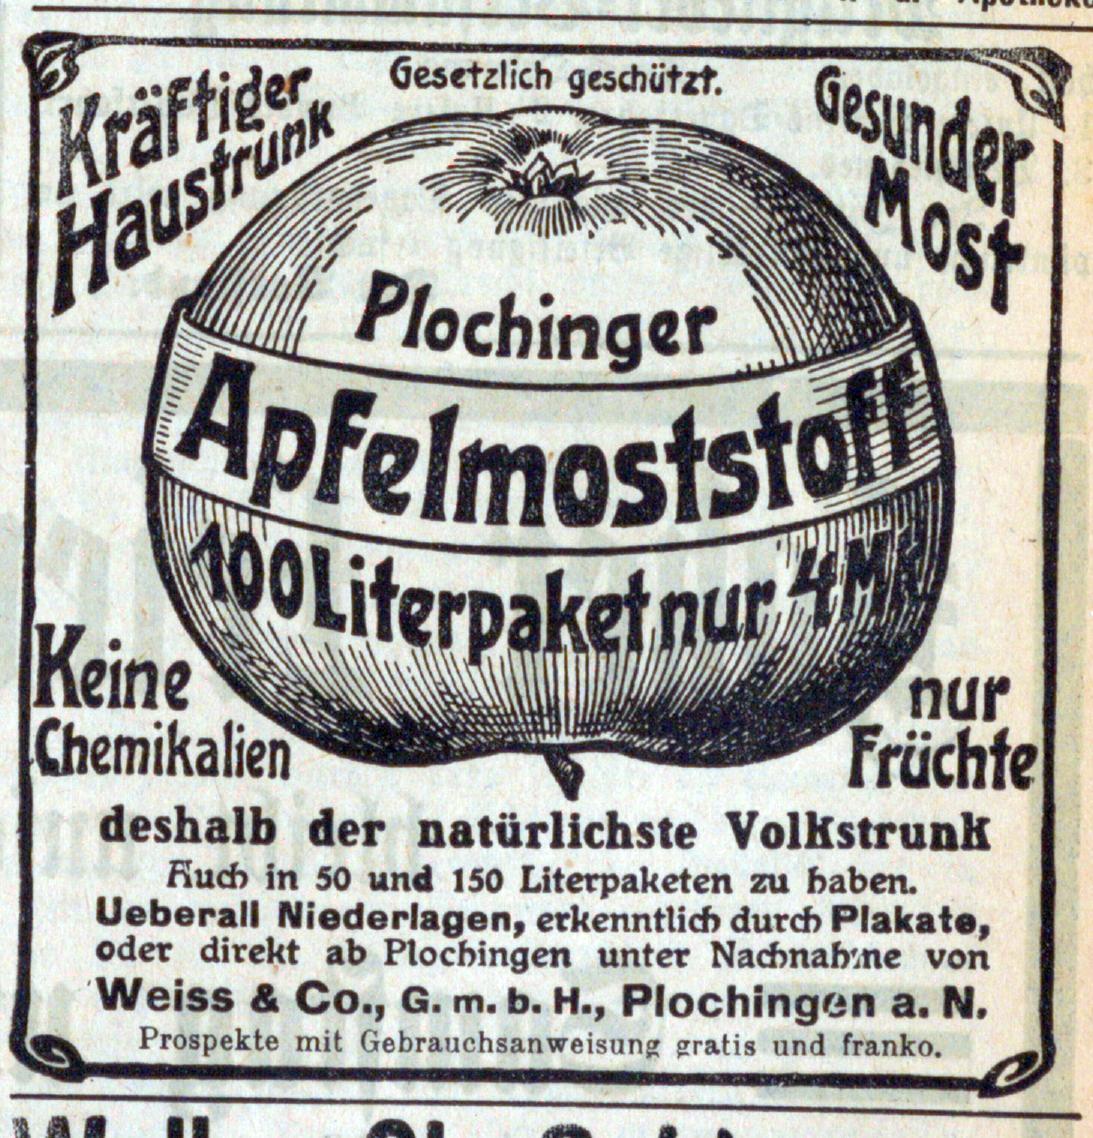 Apotheke
Gesetzlich geschützt.
Kräftiger
Haustrunk
Gesunder
Most
Plochinger
Apfelmoststoff
100 Literpaket nur 4 Mk.
Keine
Chemikalien
nur
Früchte
deshalb der natürlichste Volkstrunk
Auch in 50 und 150 Literpaketen zu haben.
Ueberall Niederlagen, erkenntlich durch Plakate,
oder direkt ab Plochingen unter Nachnahme von
Weiss & Co., G. m. b. H., Plochingen a. N.
Prospekte mit Gebrauchsanweisung gratis und franko.